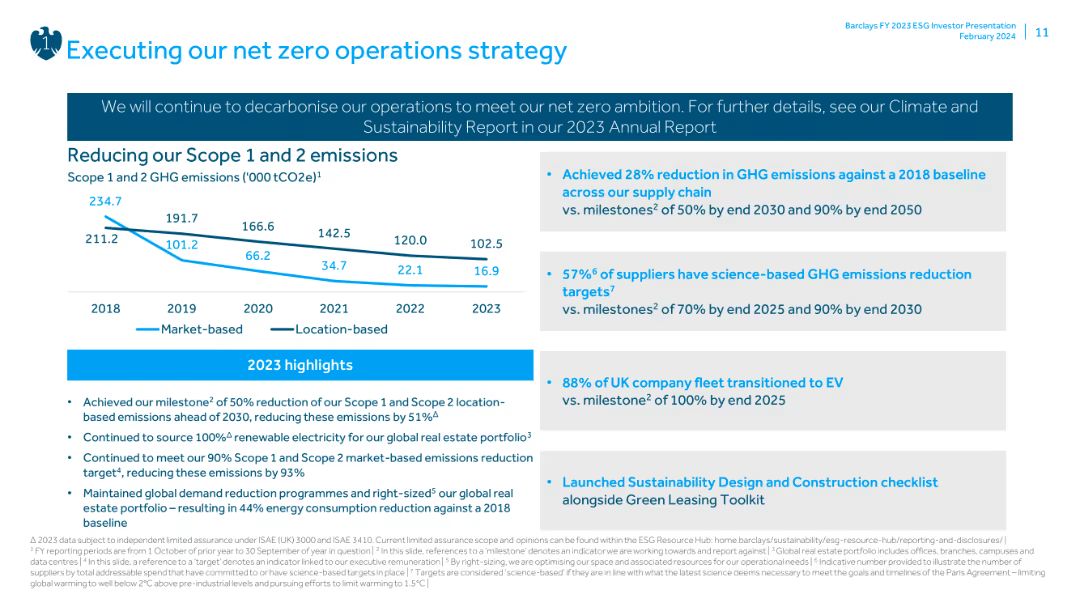 Barclays FY 2023 ESG Investor Presentation
February 2024
11
1
Executing our net zero operations strategy
We will continue to decarbonise our operations to meet our net zero ambition. For further details, see our Climate and
Sustainability Report in our 2023 Annual Report
Reducing our Scope 1 and 2 emissions
Scope 1 and 2 GHG emissions ('000 tCO2e)¹
234.7
211.2
191.7
101.2
166.6
66.2
142.5
34.7
120.0
22.1
102.5
16.9
2018 2019 2020 2021 2022 2023
Market-based Location-based
2023 highlights
• Achieved our milestone² of 50% reduction of our Scope 1 and Scope 2 location-
based emissions ahead of 2030, reducing these emissions by 51%Δ
• Continued to source 100%Δ renewable electricity for our global real estate portfolio³
• Continued to meet our 90% Scope 1 and Scope 2 market-based emissions reduction
target⁴, reducing these emissions by 93%
• Maintained global demand reduction programmes and right-sized⁵ our global real
estate portfolio – resulting in 44% energy consumption reduction against a 2018
baseline
• Achieved 28% reduction in GHG emissions against a 2018 baseline
across our supply chain
vs. milestones² of 50% by end 2030 and 90% by end 2050
• 57%⁶ of suppliers have science-based GHG emissions reduction
targets⁷
vs. milestones² of 70% by end 2025 and 90% by end 2030
• 88% of UK company fleet transitioned to EV
vs. milestone² of 100% by end 2025
• Launched Sustainability Design and Construction checklist
alongside Green Leasing Toolkit
Δ 2023 data subject to independent limited assurance under ISAE (UK) 3000 and ISAE 3410. Current limited assurance scope and opinions can be found within the ESG Resource Hub: home.barclays/sustainability/esg-resource-hub/reporting-and-disclosures/ |
¹ FY reporting periods are from 1 October of prior year to 30 September of year in question | ² In this slide, references to a 'milestone' denotes an indicator we are working towards and report against | ³ Global real estate portfolio includes offices, branches, campuses and
data centres | ⁴ In this slide, a reference to a 'target' denotes an indicator linked to our executive remuneration | ⁵ By right-sizing, we are optimising our space and associated resources for our operational needs | ⁶ Indicative number provided to illustrate the number of
suppliers by total addressable spend that have committed to or have science-based targets in place | ⁷ Targets are considered 'science-based' if they are in line with what the latest science deems necessary to meet the goals and timelines of the Paris Agreement – limiting
global warming to well below 2°C above pre-industrial levels and pursuing efforts to limit warming to 1.5°C |